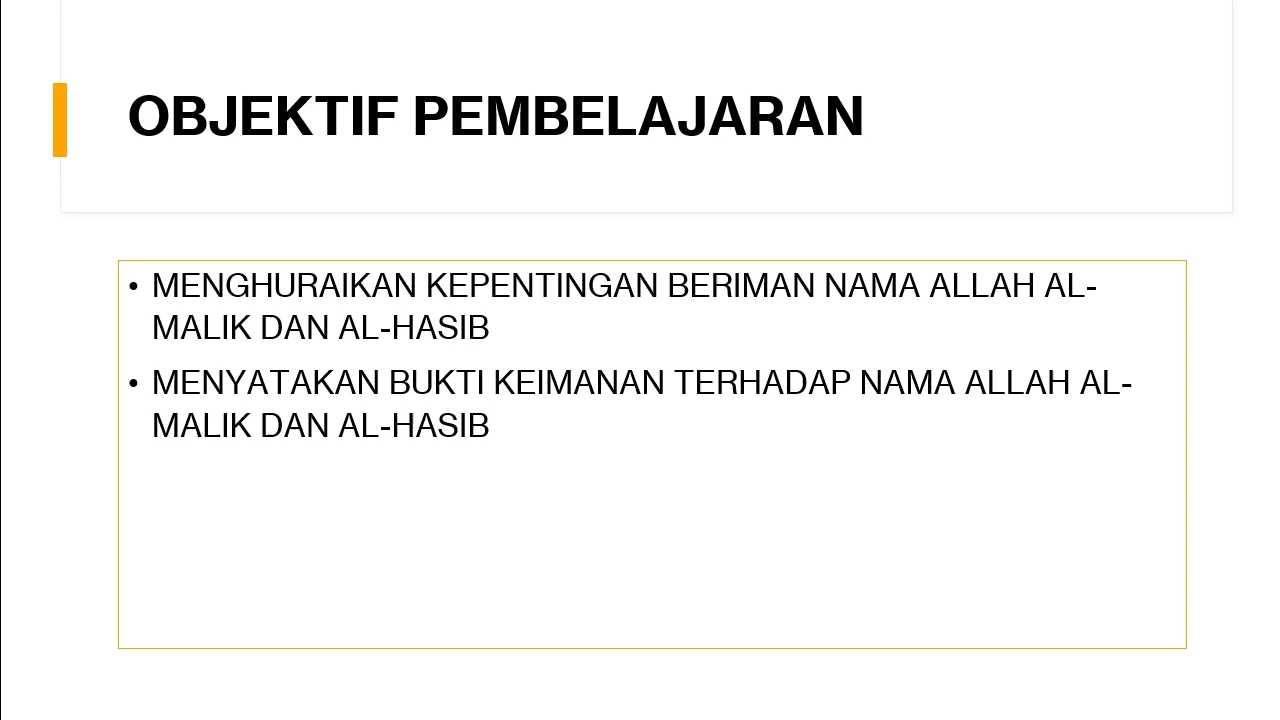 OBJEKTIF PEMBELAJARAN
• MENGHURAIKAN KEPENTINGAN BERIMAN NAMA ALLAH AL-
MALIK DAN AL-HASIB
• MENYATAKAN BUKTI KEIMANAN TERHADAP NAMA ALLAH AL-
MALIK DAN AL-HASIB